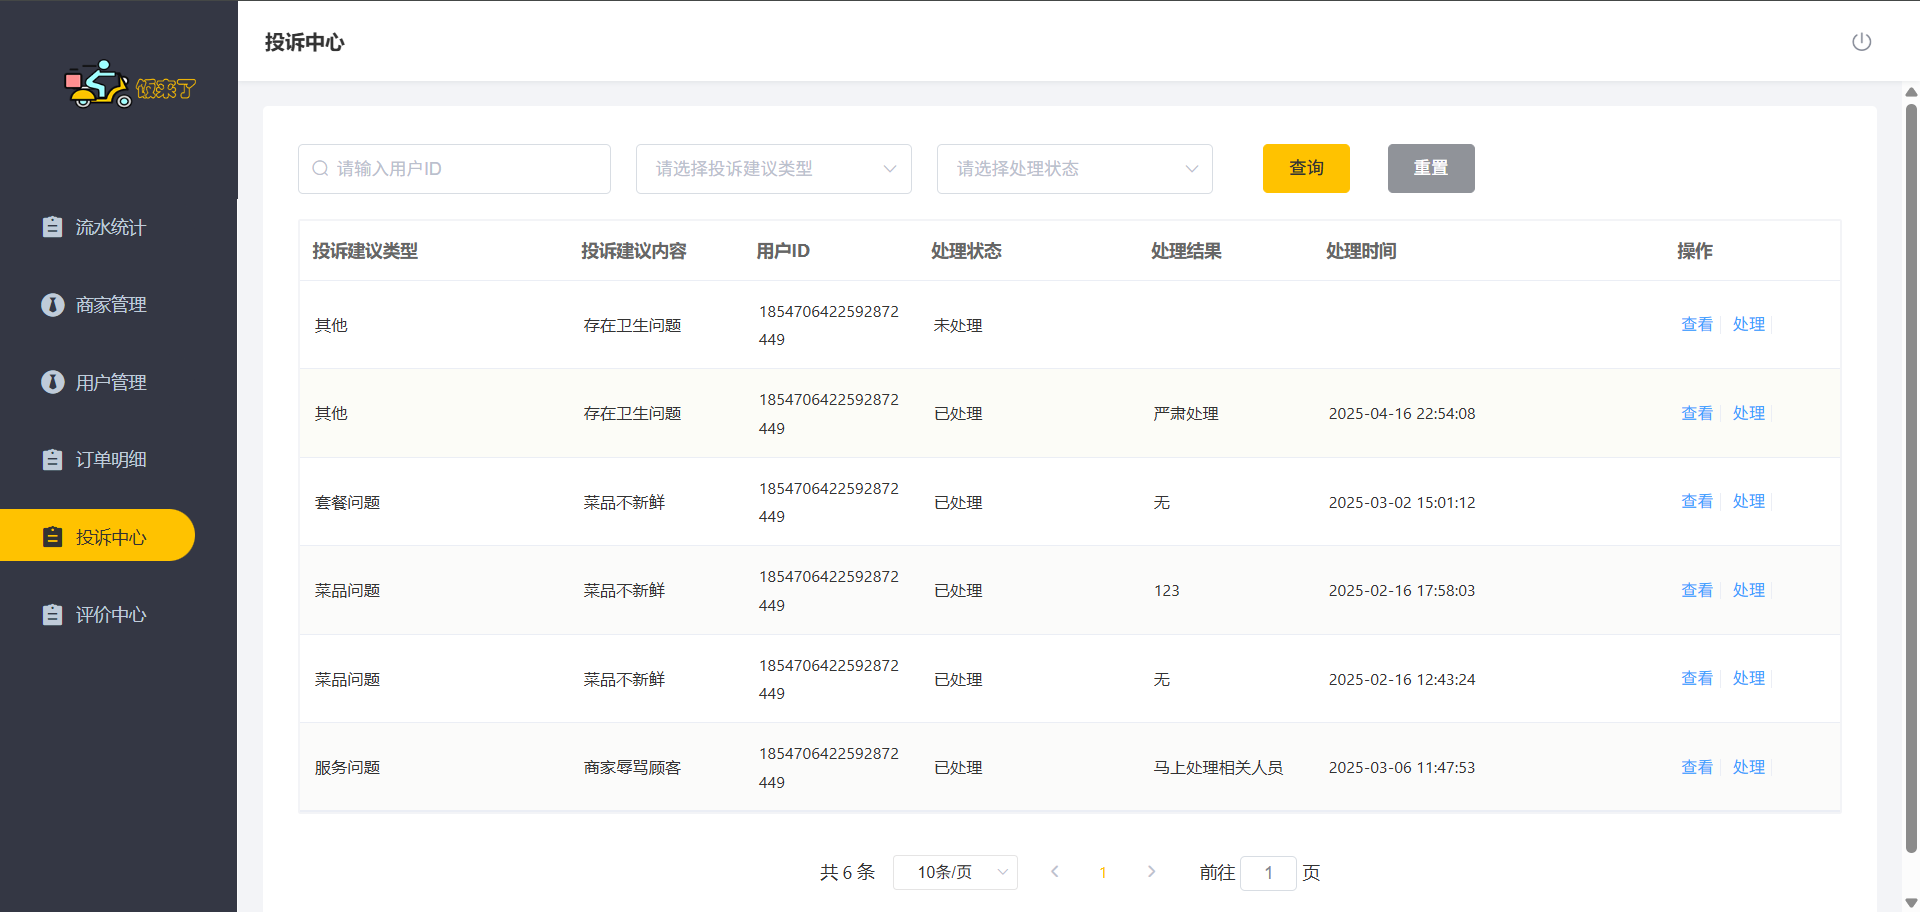 投诉中心
饭来了
流水统计
商家管理
用户管理
订单明细
投诉中心
评价中心
请输入用户ID 请选择投诉建议类型 请选择处理状态 查询 重置
投诉建议类型 投诉建议内容 用户ID 处理状态 处理结果 处理时间 操作
其他 存在卫生问题 1854706422592872 未处理 查看 处理
449
其他 存在卫生问题 1854706422592872 已处理 严肃处理 2025-04-16 22:54:08 查看 处理
449
套餐问题 菜品不新鲜 1854706422592872 已处理 无 2025-03-02 15:01:12 查看 处理
449
菜品问题 菜品不新鲜 1854706422592872 已处理 123 2025-02-16 17:58:03 查看 处理
449
菜品问题 菜品不新鲜 1854706422592872 已处理 无 2025-02-16 12:43:24 查看 处理
449
服务问题 商家辱骂顾客 1854706422592872 已处理 马上处理相关人员 2025-03-06 11:47:53 查看 处理
449
共 6 条 10条/页 1 前往 1 页